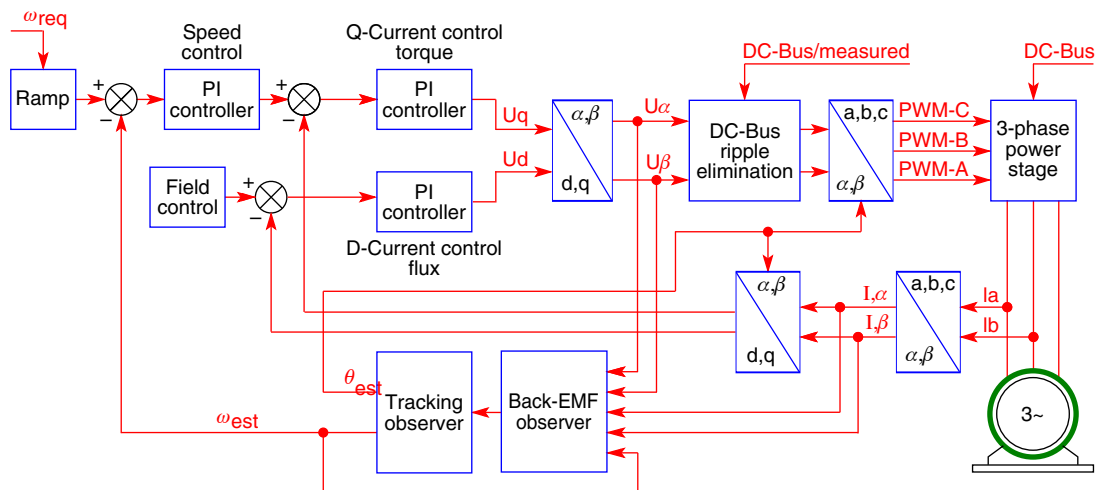 ωreq
Speed
control
Q-Current control
torque
DC-Bus/measured
DC-Bus
Ramp
+
−
PI
controller
+
−
PI
controller
Uq
α,β
d,q
Uα
Uβ
DC-Bus
ripple
elimination
a,b,c
α,β
PWM-C
PWM-B
PWM-A
3-phase
power
stage
Field
control
+
−
PI
controller
Ud
D-Current control
flux
α,β
d,q
I,α
I,β
a,b,c
α,β
Ia
Ib
θest
ωest
Tracking
observer
Back-EMF
observer
3~